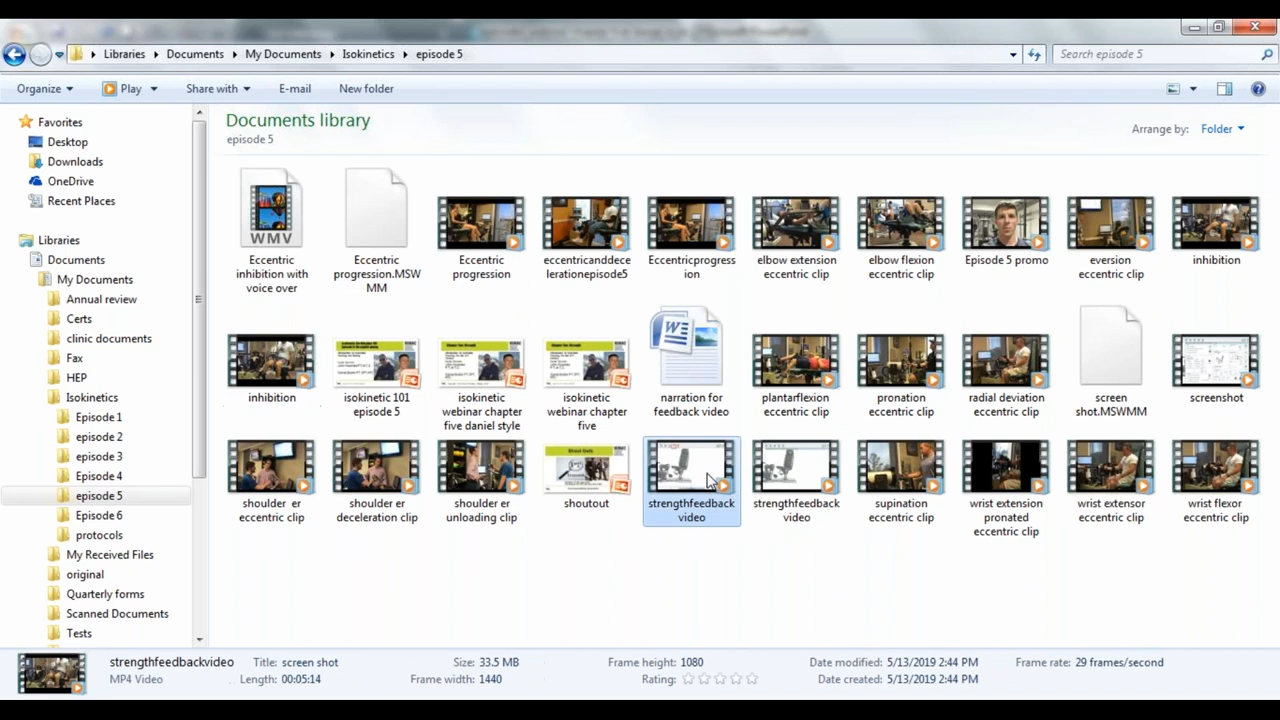 Libraries Documents My Documents Isokinetics episode 5
Search episode 5
Organize Play Share with E-mail New folder
Favorites
Desktop
Downloads
OneDrive
Recent Places
Libraries
Documents
My Documents
Annual review
Certs
clinic documents
Fax
HEP
Isokinetics
Episode 1
episode 2
episode 3
Episode 4
episode 5
Episode 6
protocols
My Received Files
original
Quarterly forms
Scanned Documents
Tests
Documents library
episode 5
Arrange by: Folder
WMV
Eccentric
inhibition with
voice over
Eccentric
progression.MSW
MM
Eccentric
progression
eccentricanddece
lerationepisode5
Eccentricprogress
ion
elbow extension
eccentric clip
elbow flexion
eccentric clip
Episode 5 promo
eversion
eccentric clip
inhibition
inhibition
isokinetic 101
episode 5
isokinetic
webinar chapter
five daniel style
isokinetic
webinar chapter
five
narration for
feedback video
plantarflexion
eccentric clip
pronation
eccentric clip
radial deviation
eccentric clip
screen
shot.MSWMM
screenshot
shoulder er
eccentric clip
shoulder er
deceleration clip
shoulder er
unloading clip
shoutout
strengthfeedback
video
strengthfeedback
video
supination
eccentric clip
wrist extension
pronated
eccentric clip
wrist extensor
eccentric clip
wrist flexor
eccentric clip
strengthfeedbackvideo Title: screen shot Size: 33.5 MB Frame height: 1080 Date modified: 5/13/2019 2:44 PM Frame rate: 29 frames/second
MP4 Video Length: 00:05:14 Frame width: 1440 Rating: Date created: 5/13/2019 2:44 PM